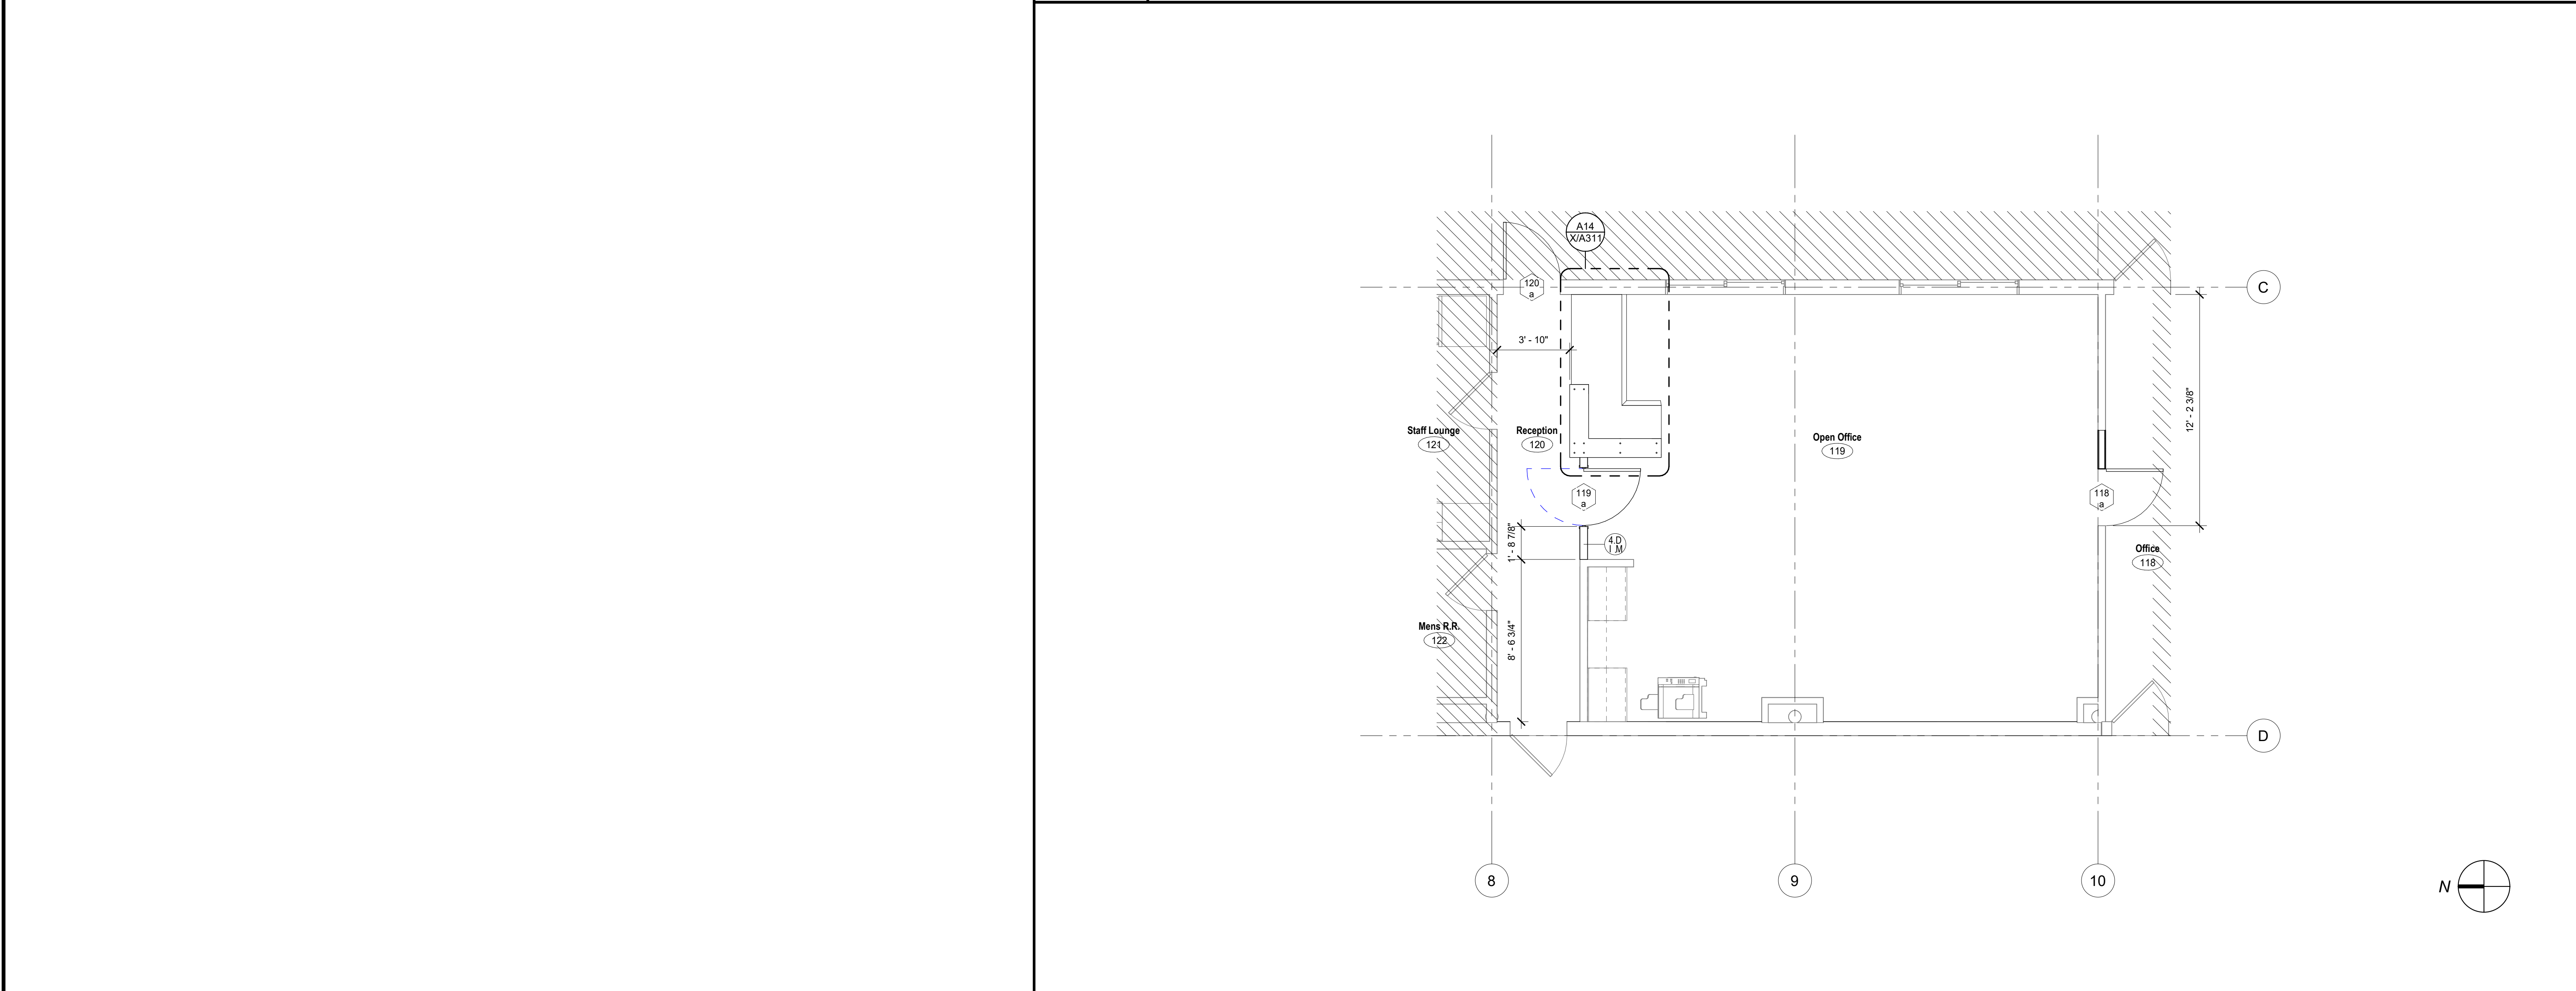 A14
X/A311
120
a
C
3' - 10"
12' - 2 3/8"
Staff Lounge
121
Reception
120
Open Office
119
119
a
118
a
1' - 8 7/8"
4.D
I M
Office
118
8' - 6 3/4"
Mens R.R.
122
D
8
9
10
N